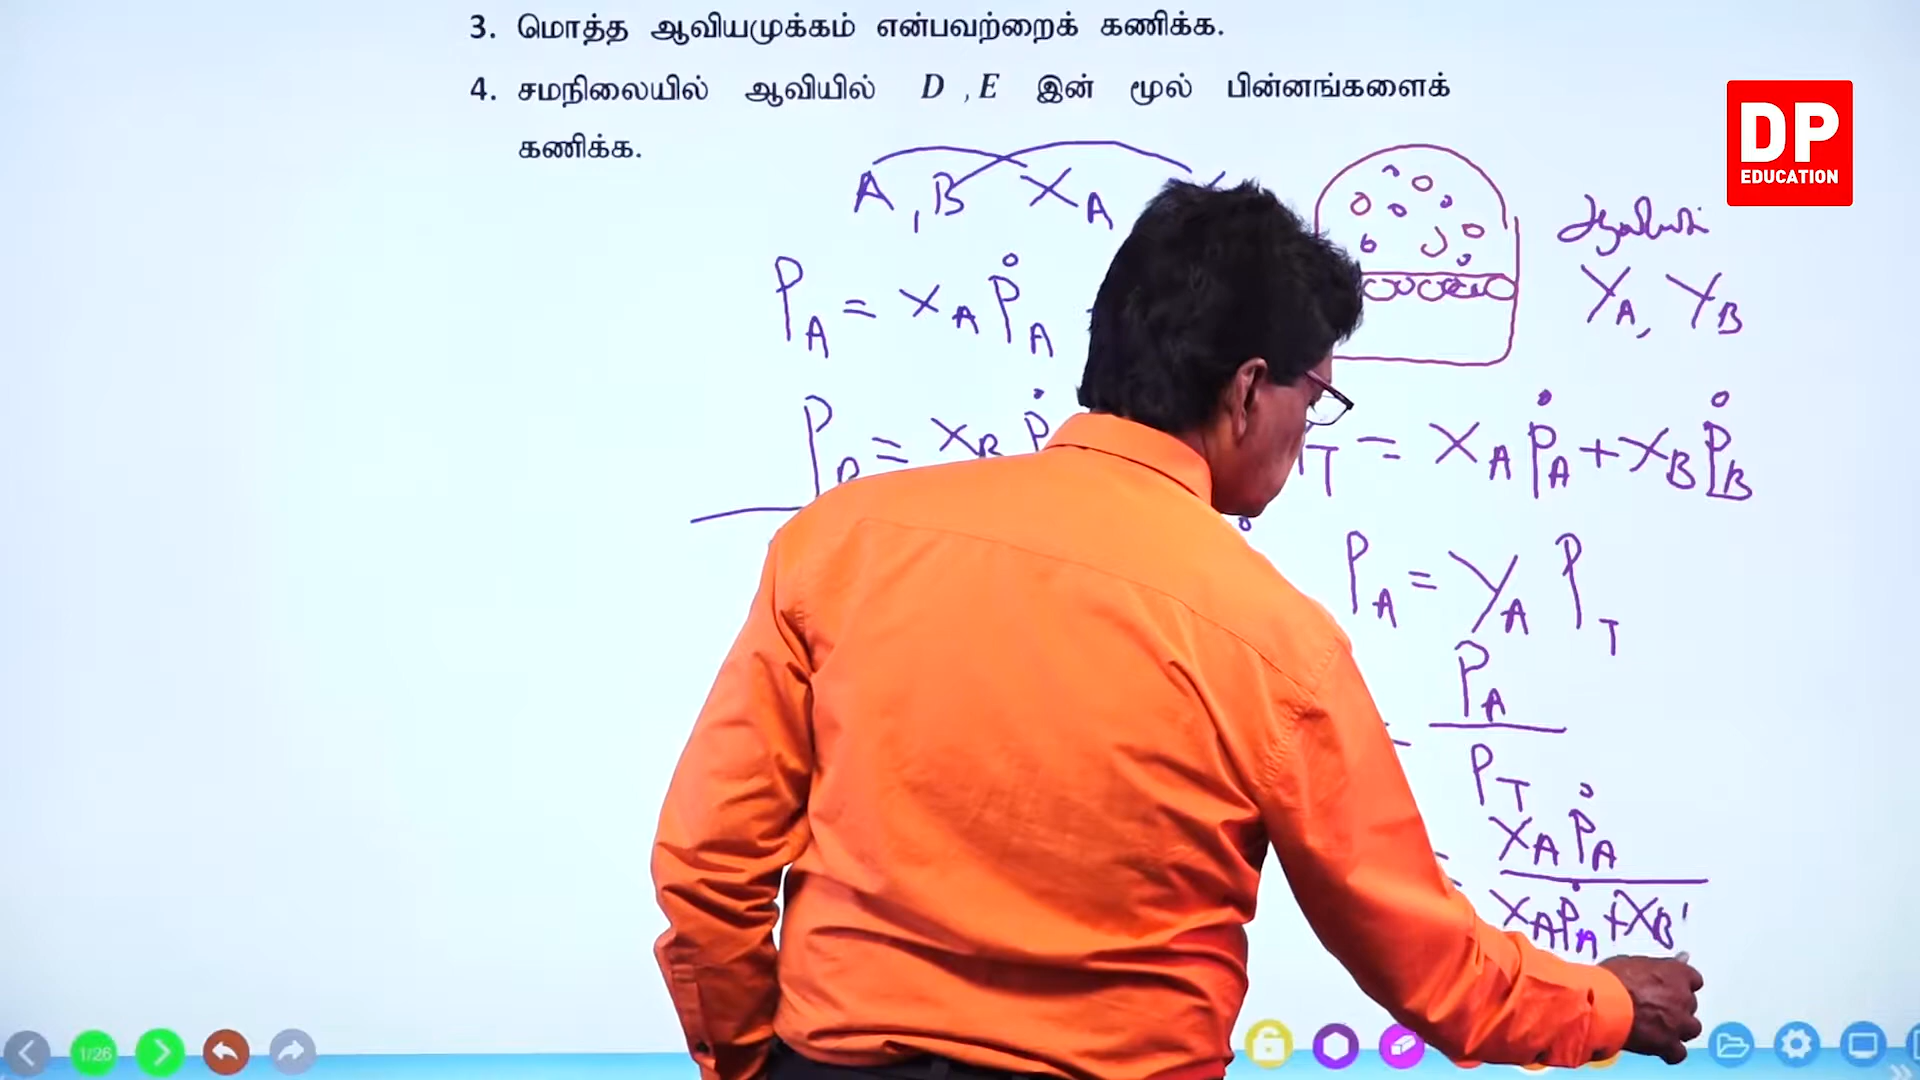 3. மொத்த ஆவியமுக்கம் என்பவற்றைக் கணிக்க.
4. சமநிலையில் ஆவியில் D , E இன் மூல் பின்னங்களைக்
கணிக்க.
DP
EDUCATION
A , B X_A
P_A = X_A P°_A
Y_A, Y_B
P_B = X_B P°
T = X_A P°_A + X_B P°_B
P_A = Y_A P_T
= P_A / P_T
= X_A P°_A / X_A P°_A + X_B
1/26